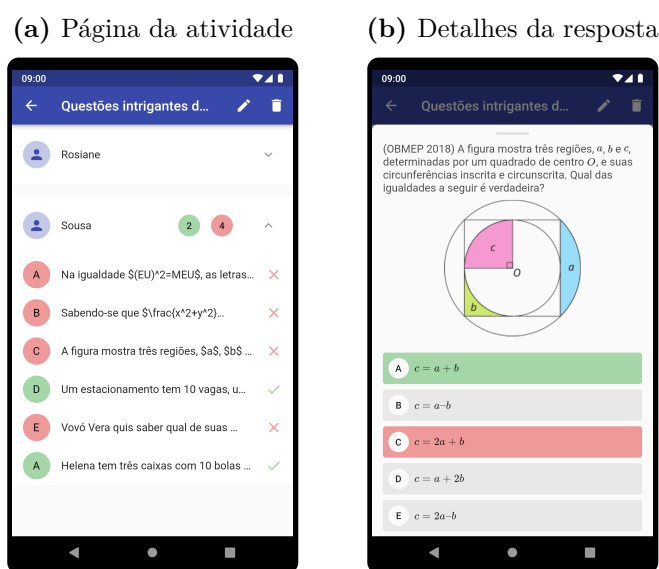 (a) Página da atividade
09:00
Questões intrigantes d...
Rosiane
Sousa 2 4
A Na igualdade $(EU)^2=MEU$, as letras...
B Sabendo-se que $\frac{x^2+y^2}...
C A figura mostra três regiões, $a$, $b$ ...
D Um estacionamento tem 10 vagas, u...
E Vovó Vera quis saber qual de suas ...
A Helena tem três caixas com 10 bolas ...
(b) Detalhes da resposta
09:00
Questões intrigantes d...
(OBMEP 2018) A figura mostra três regiões, a, b e c,
determinadas por um quadrado de centro O, e suas
circunferências inscrita e circunscrita. Qual das
igualdades a seguir é verdadeira?
c
O
a
b
A c = a + b
B c = a–b
C c = 2a + b
D c = a + 2b
E c = 2a–b